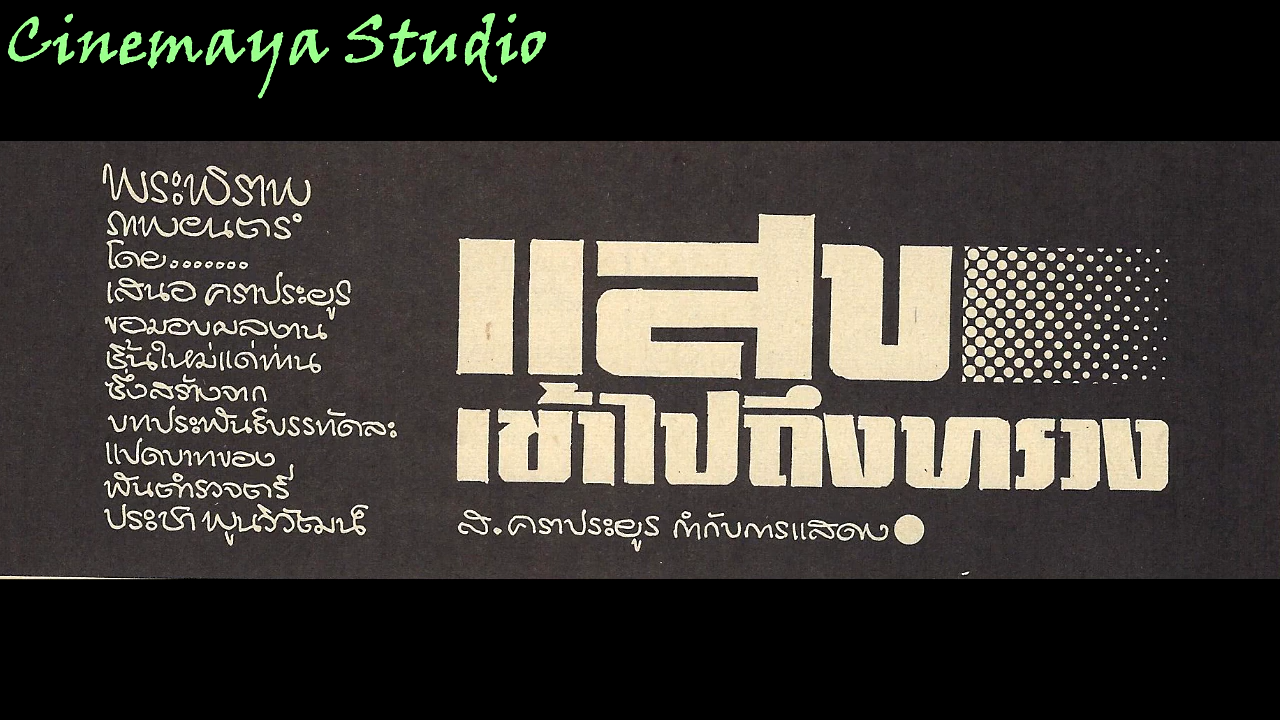 Cinemaya Studio
พระพิราพ
ภาพยนตร์
โดย.......
เสนอ คราประยูร
ขอมอบผลงาน
ชิ้นใหม่แด่ท่าน
ซึ่งสร้างจาก
บทประพันธ์บรรทัดละ
แปดบาทของ
พันตำรวจตรี
ประชา พูนวิวัฒน์
แสบ
เข้าไปถึงทรวง
ส. คราประยูร กำกับการแสดง